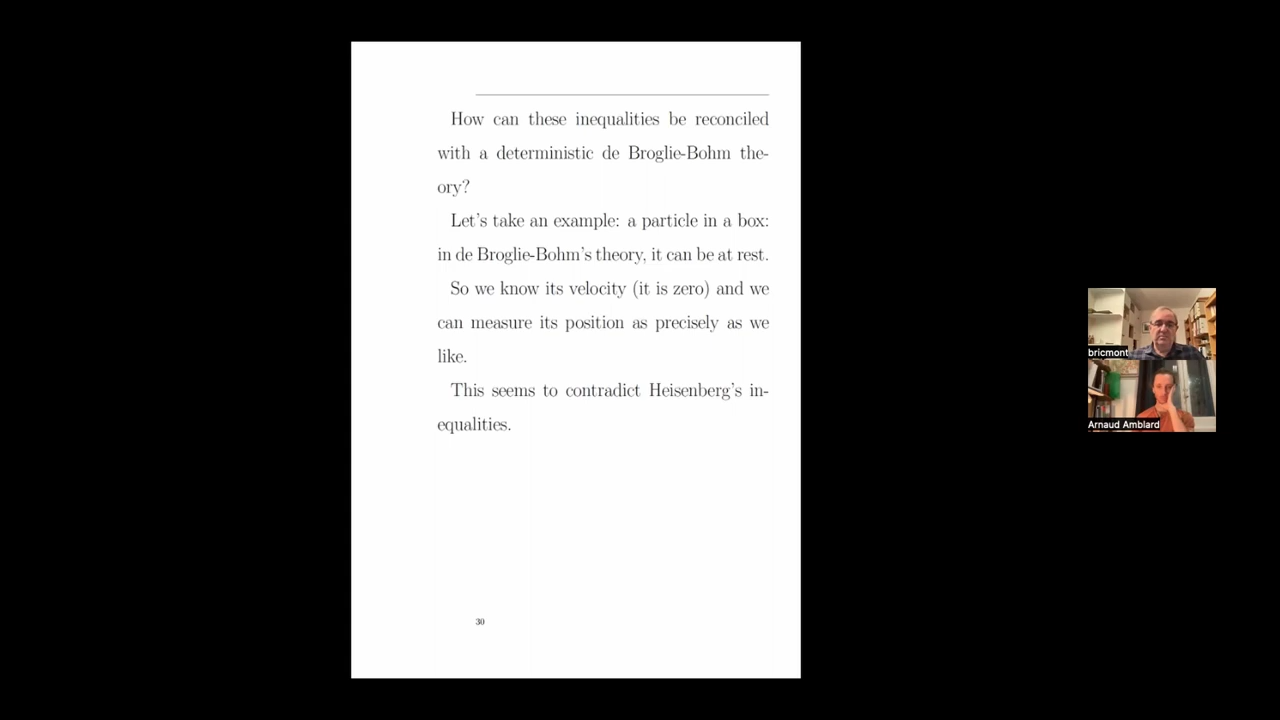 How can these inequalities be reconciled
with a deterministic de Broglie-Bohm the-
ory?
Let's take an example: a particle in a box:
in de Broglie-Bohm's theory, it can be at rest.
So we know its velocity (it is zero) and we
can measure its position as precisely as we
like.
This seems to contradict Heisenberg's in-
equalities.
30
bricmont
Arnaud Amblard